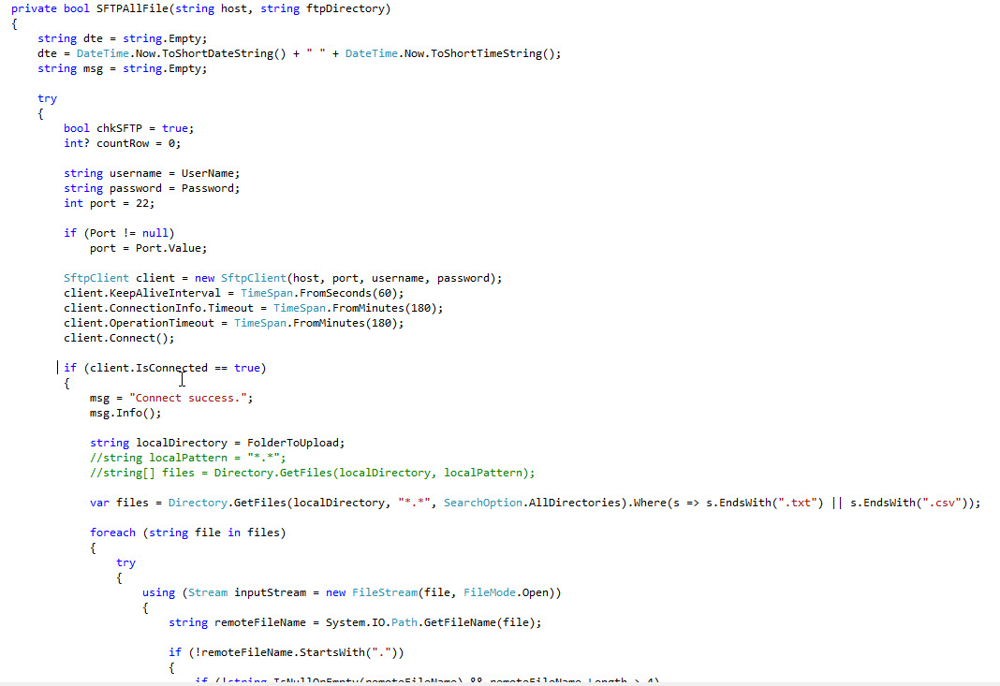 private bool SFTPAllFile(string host, string ftpDirectory)
{
    string dte = string.Empty;
    dte = DateTime.Now.ToShortDateString() + " " + DateTime.Now.ToShortTimeString();
    string msg = string.Empty;

    try
    {
        bool chkSFTP = true;
        int? countRow = 0;

        string username = UserName;
        string password = Password;
        int port = 22;

        if (Port != null)
            port = Port.Value;

        SftpClient client = new SftpClient(host, port, username, password);
        client.KeepAliveInterval = TimeSpan.FromSeconds(60);
        client.ConnectionInfo.Timeout = TimeSpan.FromMinutes(180);
        client.OperationTimeout = TimeSpan.FromMinutes(180);
        client.Connect();

        if (client.IsConnected == true)
        {
            msg = "Connect success.";
            msg.Info();

            string localDirectory = FolderToUpload;
            //string localPattern = "*.*";
            //string[] files = Directory.GetFiles(localDirectory, localPattern);

            var files = Directory.GetFiles(localDirectory, "*.*", SearchOption.AllDirectories).Where(s => s.EndsWith(".txt") || s.EndsWith(".csv"));

            foreach (string file in files)
            {
                try
                {
                    using (Stream inputStream = new FileStream(file, FileMode.Open))
                    {
                        string remoteFileName = System.IO.Path.GetFileName(file);

                        if (!remoteFileName.StartsWith("."))
                        {
                            if (!string.IsNullOrEmpty(remoteFileName) && remoteFileName.Length > 4)